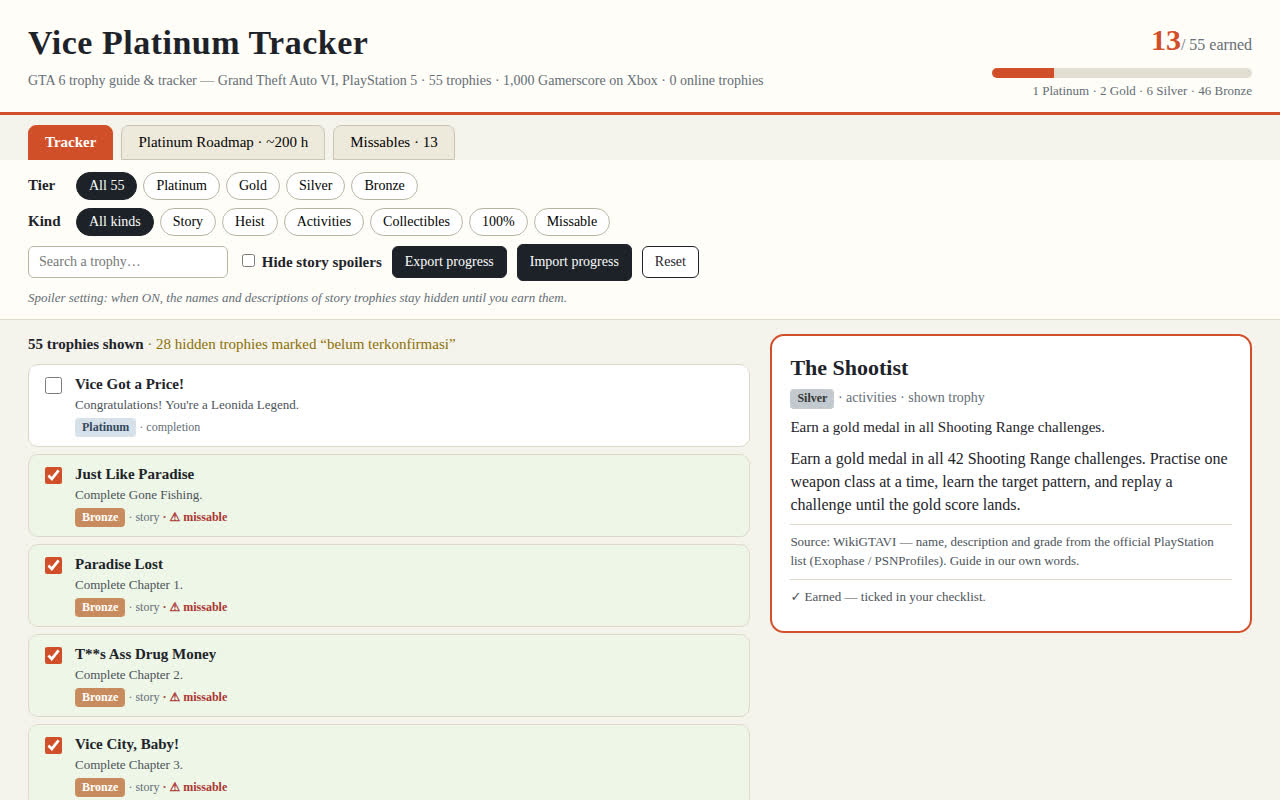 Vice Platinum Tracker
GTA 6 trophy guide & tracker — Grand Theft Auto VI, PlayStation 5 · 55 trophies · 1,000 Gamerscore on Xbox · 0 online trophies
13/ 55 earned
1 Platinum · 2 Gold · 6 Silver · 46 Bronze
Tracker
Platinum Roadmap · ~200 h
Missables · 13
Tier
All 55
Platinum
Gold
Silver
Bronze
Kind
All kinds
Story
Heist
Activities
Collectibles
100%
Missable
Search a trophy…
Hide story spoilers
Export progress
Import progress
Reset
Spoiler setting: when ON, the names and descriptions of story trophies stay hidden until you earn them.
55 trophies shown · 28 hidden trophies marked “belum terkonfirmasi”
Vice Got a Price!
Congratulations! You're a Leonida Legend.
Platinum · completion
Just Like Paradise
Complete Gone Fishing.
Bronze · story · ⚠ missable
Paradise Lost
Complete Chapter 1.
Bronze · story · ⚠ missable
T**s Ass Drug Money
Complete Chapter 2.
Bronze · story · ⚠ missable
Vice City, Baby!
Complete Chapter 3.
Bronze · story · ⚠ missable
The Shootist
Silver · activities · shown trophy
Earn a gold medal in all Shooting Range challenges.
Earn a gold medal in all 42 Shooting Range challenges. Practise one
weapon class at a time, learn the target pattern, and replay a
challenge until the gold score lands.
Source: WikiGTAVI — name, description and grade from the official PlayStation
list (Exophase / PSNProfiles). Guide in our own words.
✓ Earned — ticked in your checklist.